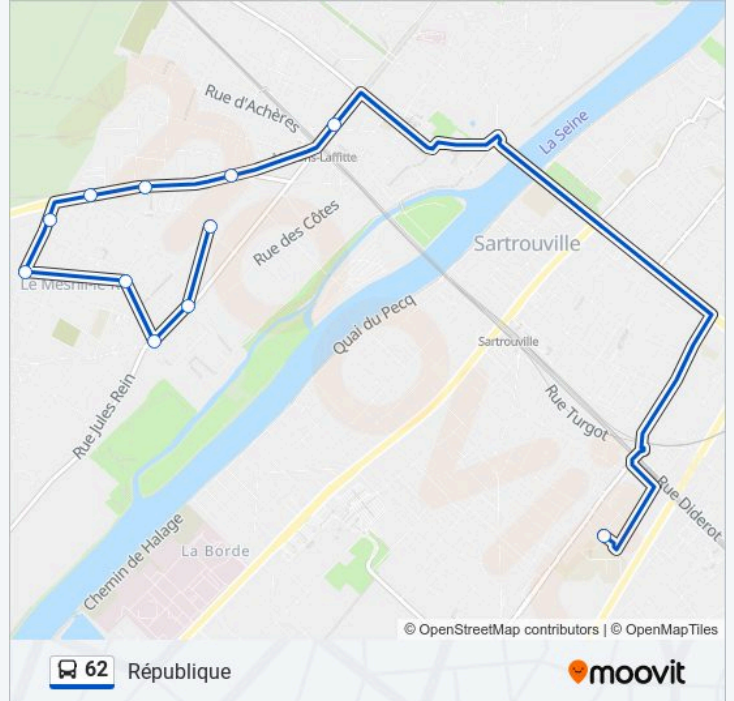 Rue d'Achères
La Seine
Rue des Côtes
Sartrouville
Quai du Pecq
Sartrouville
Rue Jules Rein
Rue Turgot
Rue Diderot
La Borde
Chemin de Halage
© OpenStreetMap contributors | © OpenMapTiles
62 République
moovit